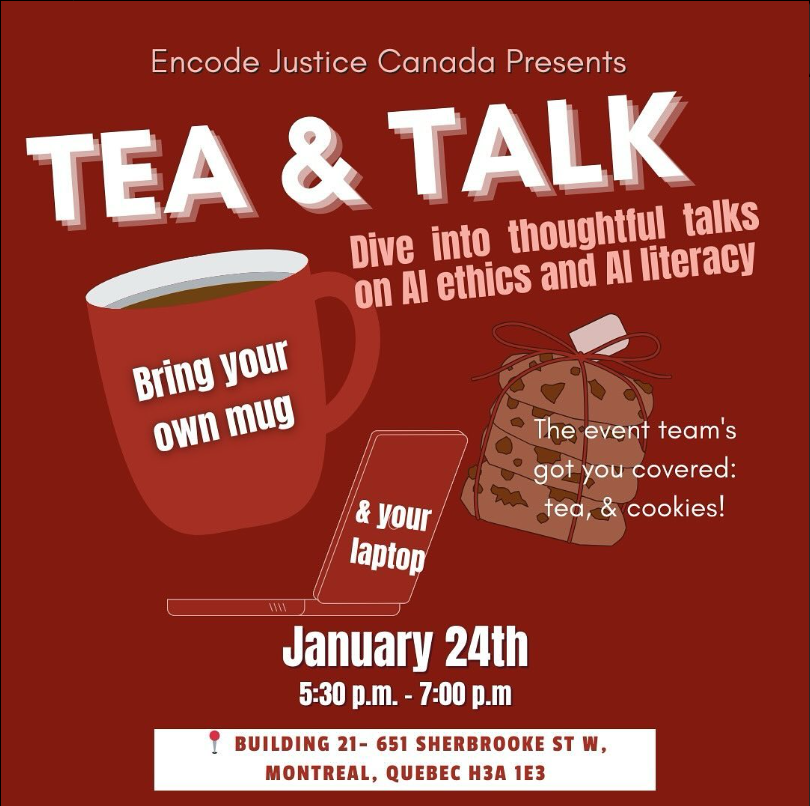 Encode Justice Canada Presents
TEA & TALK
Dive into thoughtful talks
on AI ethics and AI literacy
Bring your
own mug
The event team's
got you covered:
tea, & cookies!
& your
laptop
January 24th
5:30 p.m. - 7:00 p.m
📍 BUILDING 21- 651 SHERBROOKE ST W,
MONTREAL, QUEBEC H3A 1E3